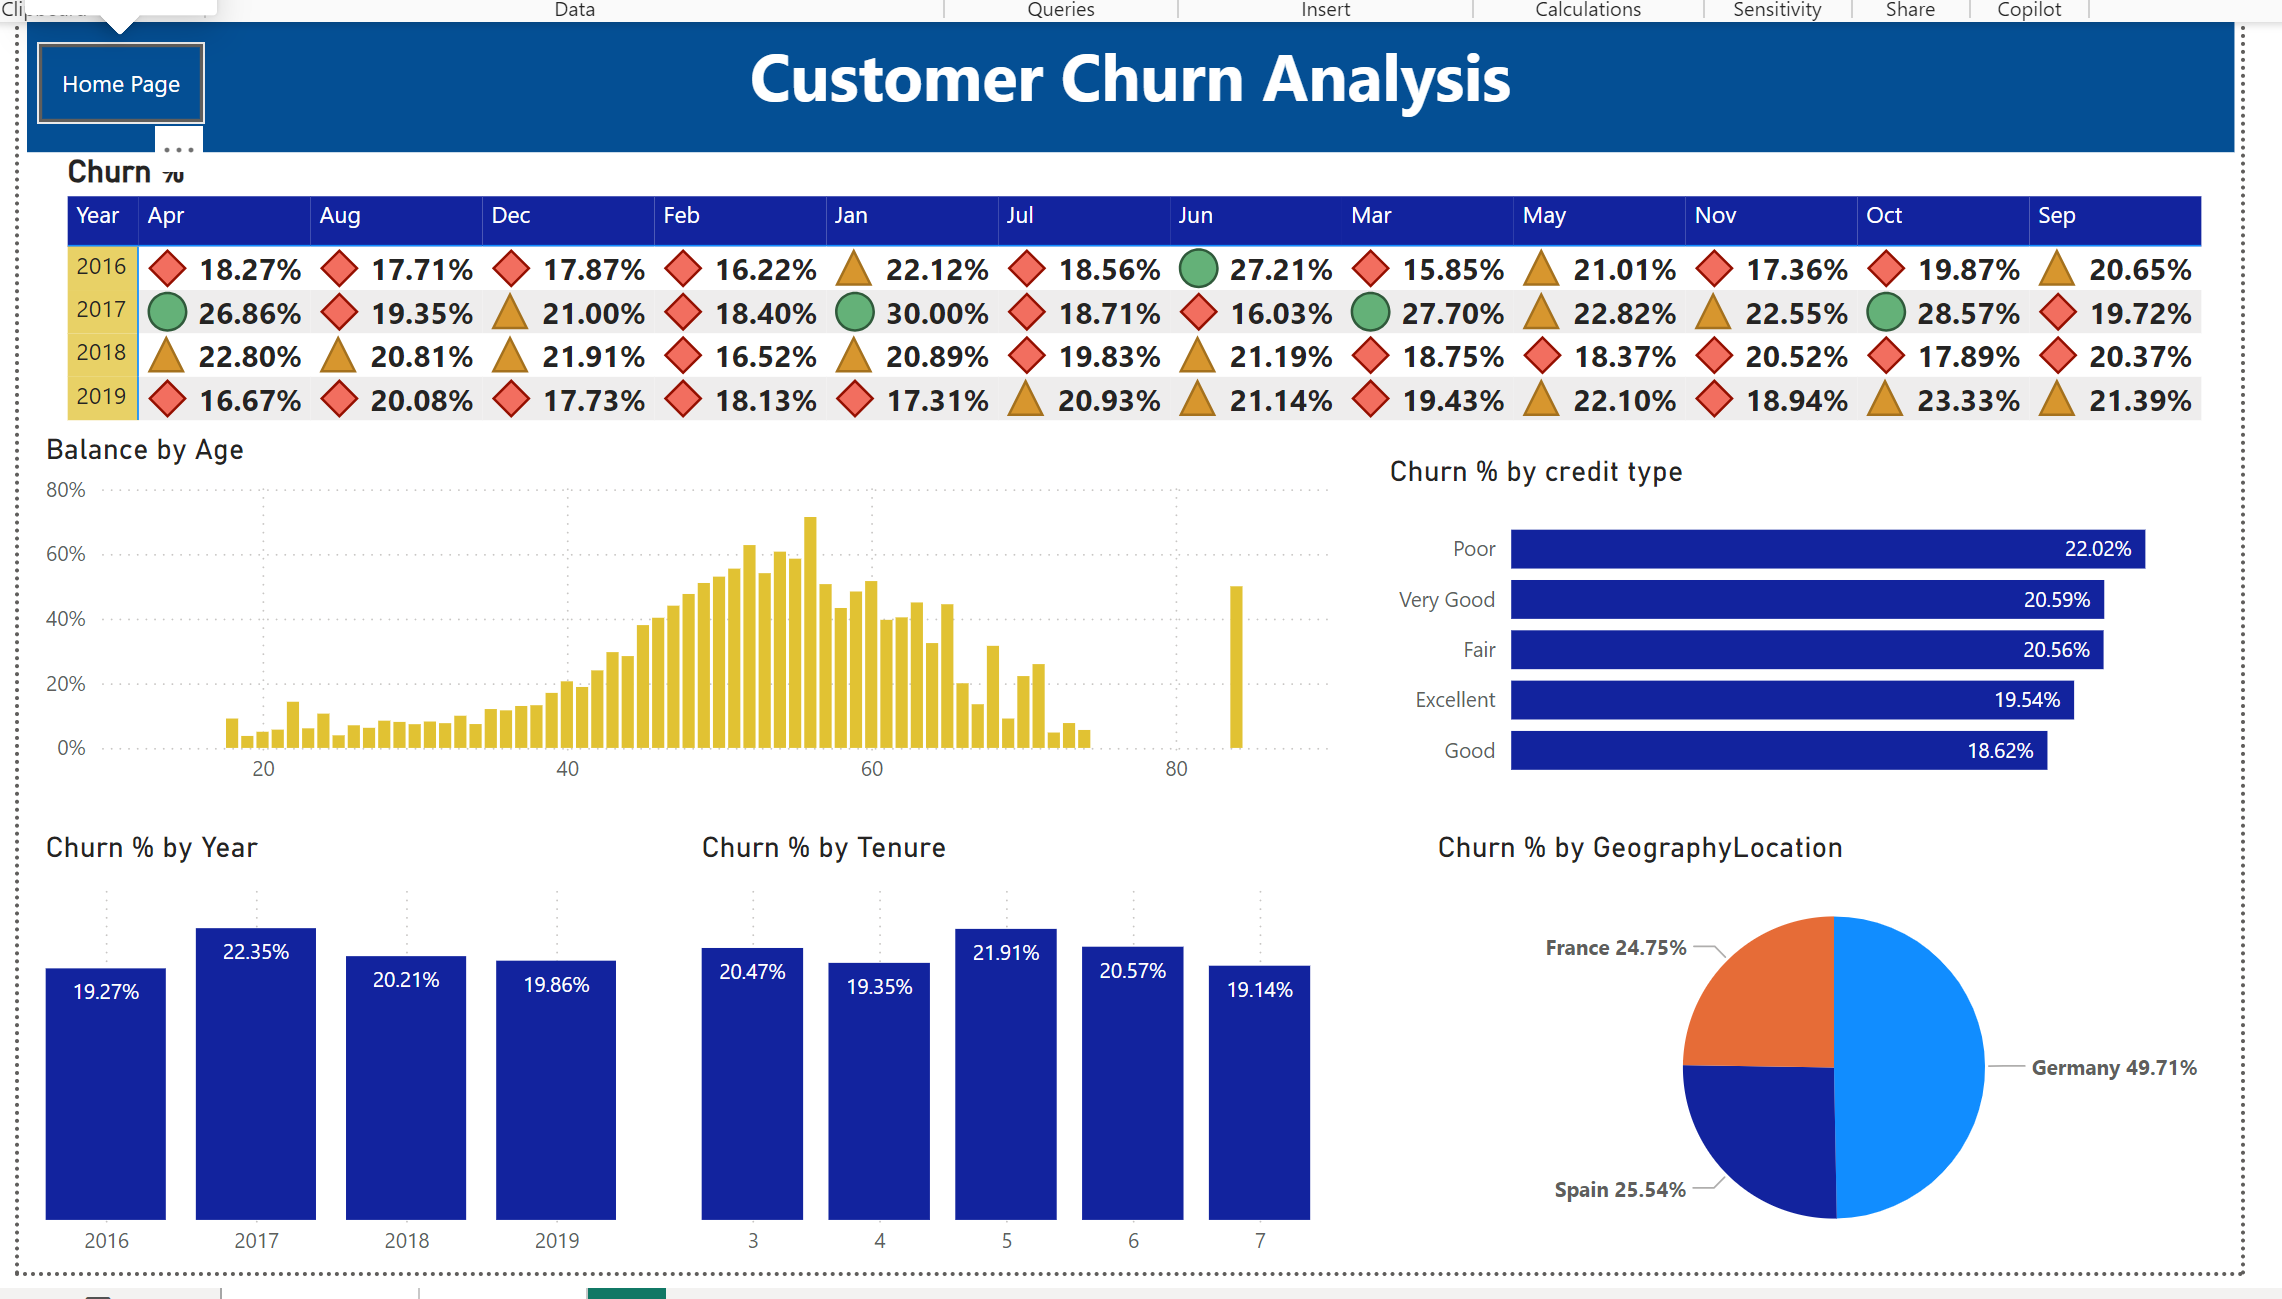 Data Queries Insert Calculations Sensitivity Share Copilot
Home Page
Customer Churn Analysis
...
Churn %
Year Apr Aug Dec Feb Jan Jul Jun Mar May Nov Oct Sep
2016 18.27% 17.71% 17.87% 16.22% 22.12% 18.56% 27.21% 15.85% 21.01% 17.36% 19.87% 20.65%
2017 26.86% 19.35% 21.00% 18.40% 30.00% 18.71% 16.03% 27.70% 22.82% 22.55% 28.57% 19.72%
2018 22.80% 20.81% 21.91% 16.52% 20.89% 19.83% 21.19% 18.75% 18.37% 20.52% 17.89% 20.37%
2019 16.67% 20.08% 17.73% 18.13% 17.31% 20.93% 21.14% 19.43% 22.10% 18.94% 23.33% 21.39%
Balance by Age
80%
60%
40%
20%
0%
20 40 60 80
Churn % by credit type
Poor 22.02%
Very Good 20.59%
Fair 20.56%
Excellent 19.54%
Good 18.62%
Churn % by Year
19.27% 22.35% 20.21% 19.86%
2016 2017 2018 2019
Churn % by Tenure
20.47% 19.35% 21.91% 20.57% 19.14%
3 4 5 6 7
Churn % by GeographyLocation
France 24.75%
Germany 49.71%
Spain 25.54%